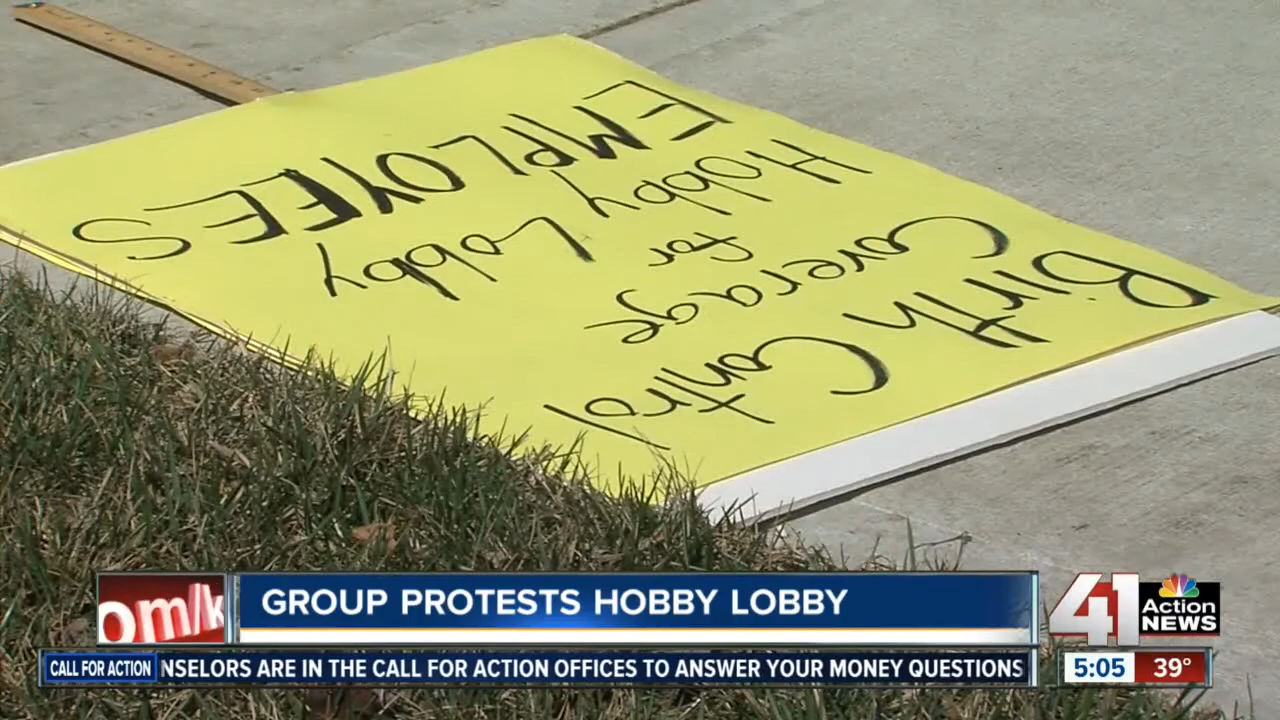 Birth Control
Coverage
for
Hobby Lobby
EMPLOYEES
om/k
GROUP PROTESTS HOBBY LOBBY
41
Action
NEWS
CALL FOR ACTION
NSELORS ARE IN THE CALL FOR ACTION OFFICES TO ANSWER YOUR MONEY QUESTIONS
5:05
39°